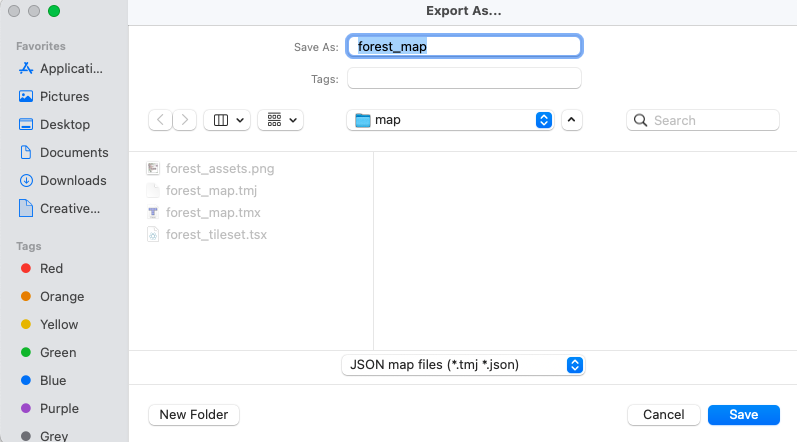 Export As...
Favorites
Applicati...
Pictures
Desktop
Documents
Downloads
Creative...
Tags
Red
Orange
Yellow
Green
Blue
Purple
Grey
Save As: forest_map
Tags:
map
Search
forest_assets.png
forest_map.tmj
forest_map.tmx
forest_tileset.tsx
JSON map files (*.tmj *.json)
New Folder
Cancel
Save